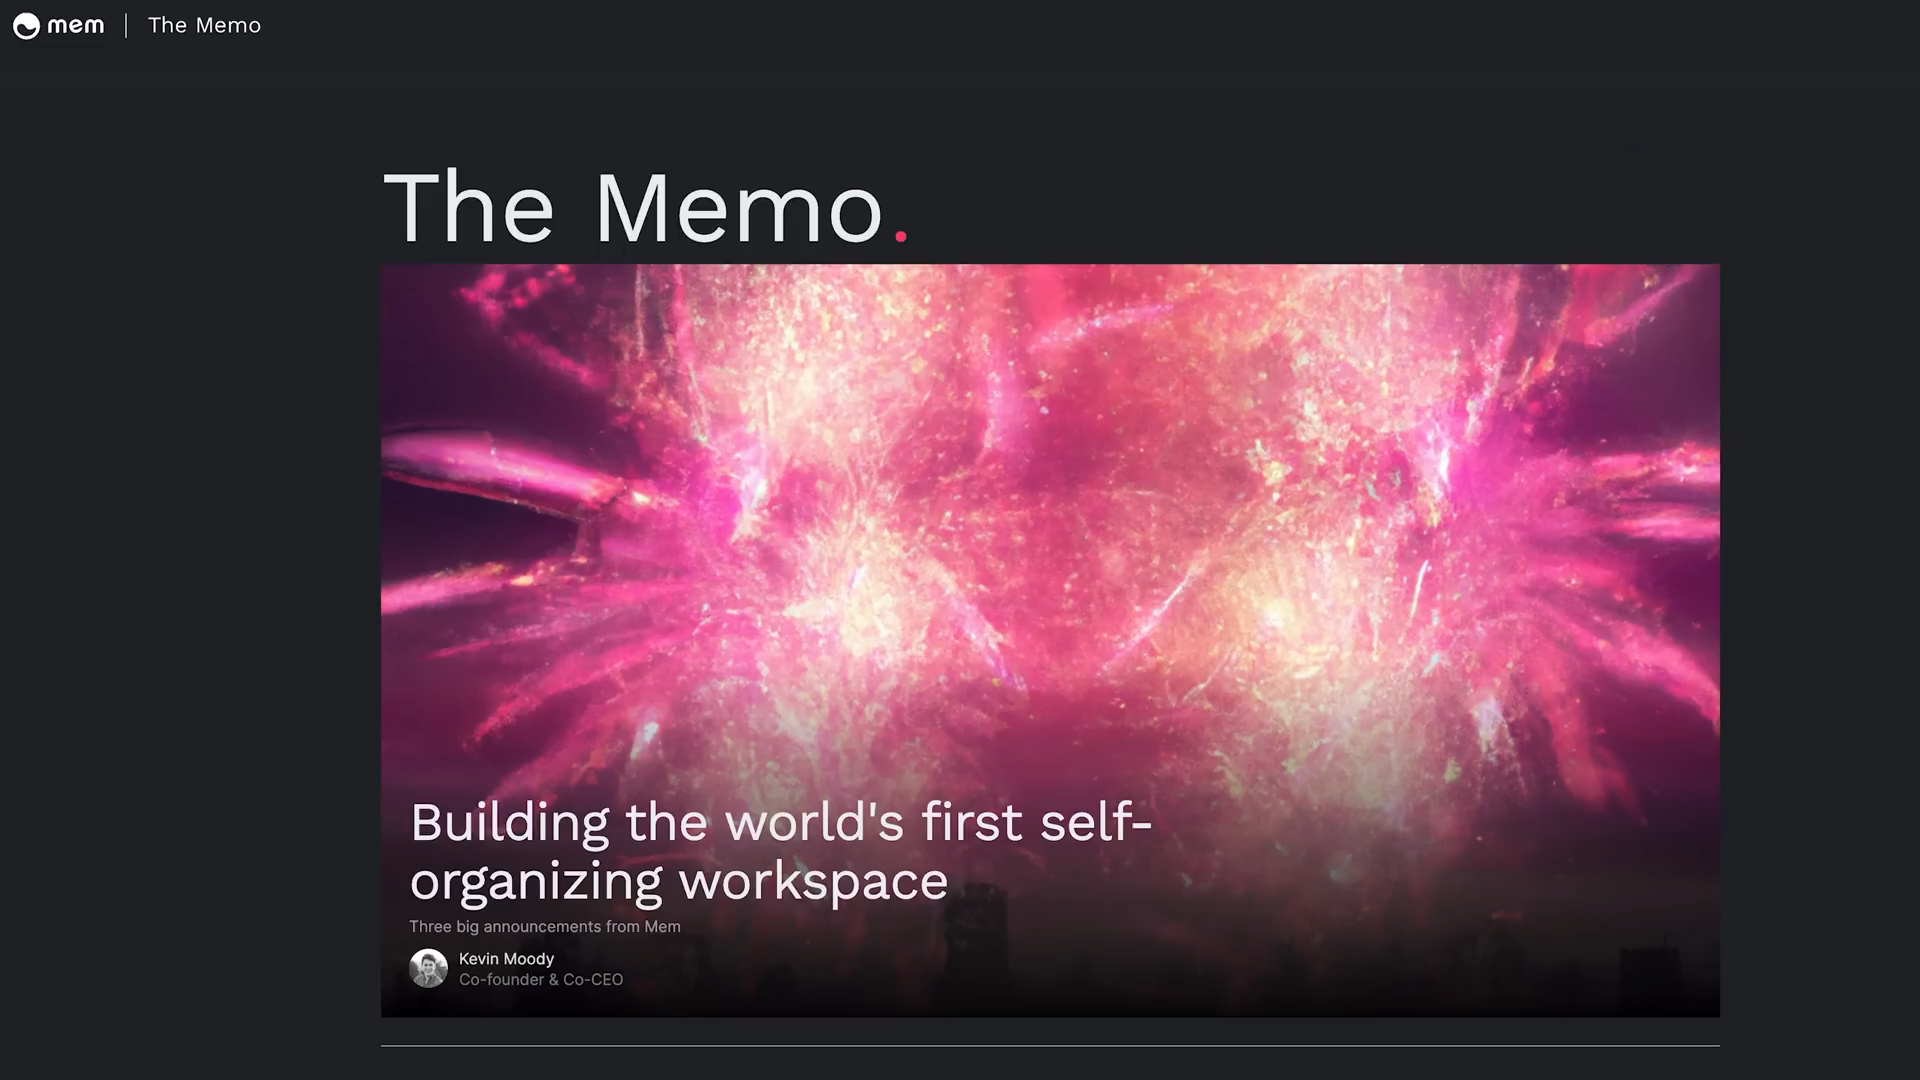 mem | The Memo
The Memo.
Building the world's first self-
organizing workspace
Three big announcements from Mem
Kevin Moody
Co-founder & Co-CEO